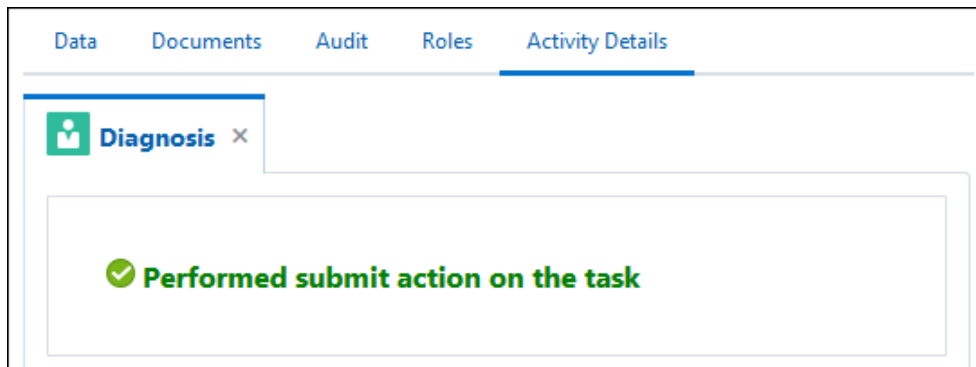 Data Documents Audit Roles Activity Details
Diagnosis ×
Performed submit action on the task